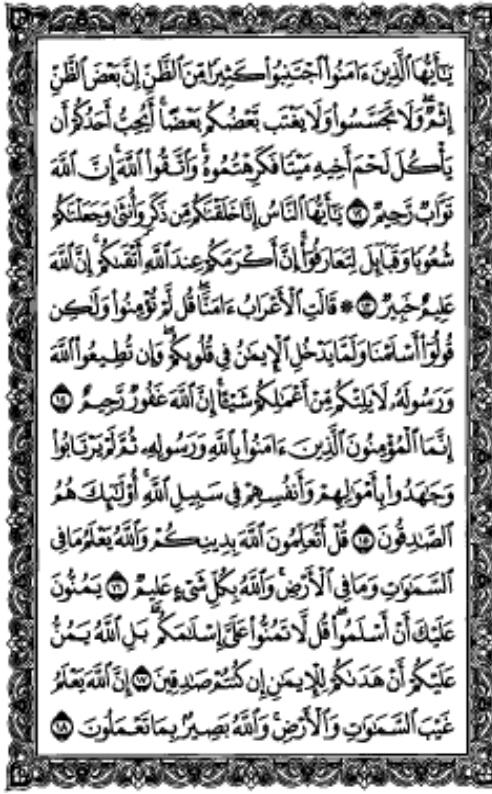 يَٰٓأَيُّهَا ٱلَّذِينَ ءَامَنُواْ ٱجۡتَنِبُواْ كَثِيرٗا مِّنَ ٱلظَّنِّ إِنَّ بَعۡضَ ٱلظَّنِّ
إِثۡمٞۖ وَلَا تَجَسَّسُواْ وَلَا يَغۡتَب بَّعۡضُكُم بَعۡضًاۚ أَيُحِبُّ أَحَدُكُمۡ أَن
يَأۡكُلَ لَحۡمَ أَخِيهِ مَيۡتٗا فَكَرِهۡتُمُوهُۚ وَٱتَّقُواْ ٱللَّهَۚ إِنَّ ٱللَّهَ
تَوَّابٞ رَّحِيمٞ ١٢ يَٰٓأَيُّهَا ٱلنَّاسُ إِنَّا خَلَقۡنَٰكُم مِّن ذَكَرٖ وَأُنثَىٰ وَجَعَلۡنَٰكُمۡ
شُعُوبٗا وَقَبَآئِلَ لِتَعَارَفُوٓاْۚ إِنَّ أَكۡرَمَكُمۡ عِندَ ٱللَّهِ أَتۡقَىٰكُمۡۚ إِنَّ ٱللَّهَ
عَلِيمٌ خَبِيرٞ ١٣ ۞ قَالَتِ ٱلۡأَعۡرَابُ ءَامَنَّاۖ قُل لَّمۡ تُؤۡمِنُواْ وَلَٰكِن
قُولُوٓاْ أَسۡلَمۡنَا وَلَمَّا يَدۡخُلِ ٱلۡإِيمَٰنُ فِي قُلُوبِكُمۡۖ وَإِن تُطِيعُواْ ٱللَّهَ
وَرَسُولَهُۥ لَا يَلِتۡكُم مِّنۡ أَعۡمَٰلِكُمۡ شَيۡـًٔاۚ إِنَّ ٱللَّهَ غَفُورٞ رَّحِيمٌ ١٤
إِنَّمَا ٱلۡمُؤۡمِنُونَ ٱلَّذِينَ ءَامَنُواْ بِٱللَّهِ وَرَسُولِهِۦ ثُمَّ لَمۡ يَرۡتَابُواْ
وَجَٰهَدُواْ بِأَمۡوَٰلِهِمۡ وَأَنفُسِهِمۡ فِي سَبِيلِ ٱللَّهِۚ أُوْلَٰٓئِكَ هُمُ
ٱلصَّٰدِقُونَ ١٥ قُلۡ أَتُعَلِّمُونَ ٱللَّهَ بِدِينِكُمۡ وَٱللَّهُ يَعۡلَمُ مَا فِي
ٱلسَّمَٰوَٰتِ وَمَا فِي ٱلۡأَرۡضِۚ وَٱللَّهُ بِكُلِّ شَيۡءٍ عَلِيمٞ ١٦ يَمُنُّونَ
عَلَيۡكَ أَنۡ أَسۡلَمُواْۖ قُل لَّا تَمُنُّواْ عَلَيَّ إِسۡلَٰمَكُمۖ بَلِ ٱللَّهُ يَمُنُّ
عَلَيۡكُمۡ أَنۡ هَدَىٰكُمۡ لِلۡإِيمَٰنِ إِن كُنتُمۡ صَٰدِقِينَ ١٧ إِنَّ ٱللَّهَ يَعۡلَمُ
غَيۡبَ ٱلسَّمَٰوَٰتِ وَٱلۡأَرۡضِۚ وَٱللَّهُ بَصِيرُۢ بِمَا تَعۡمَلُونَ ١٨